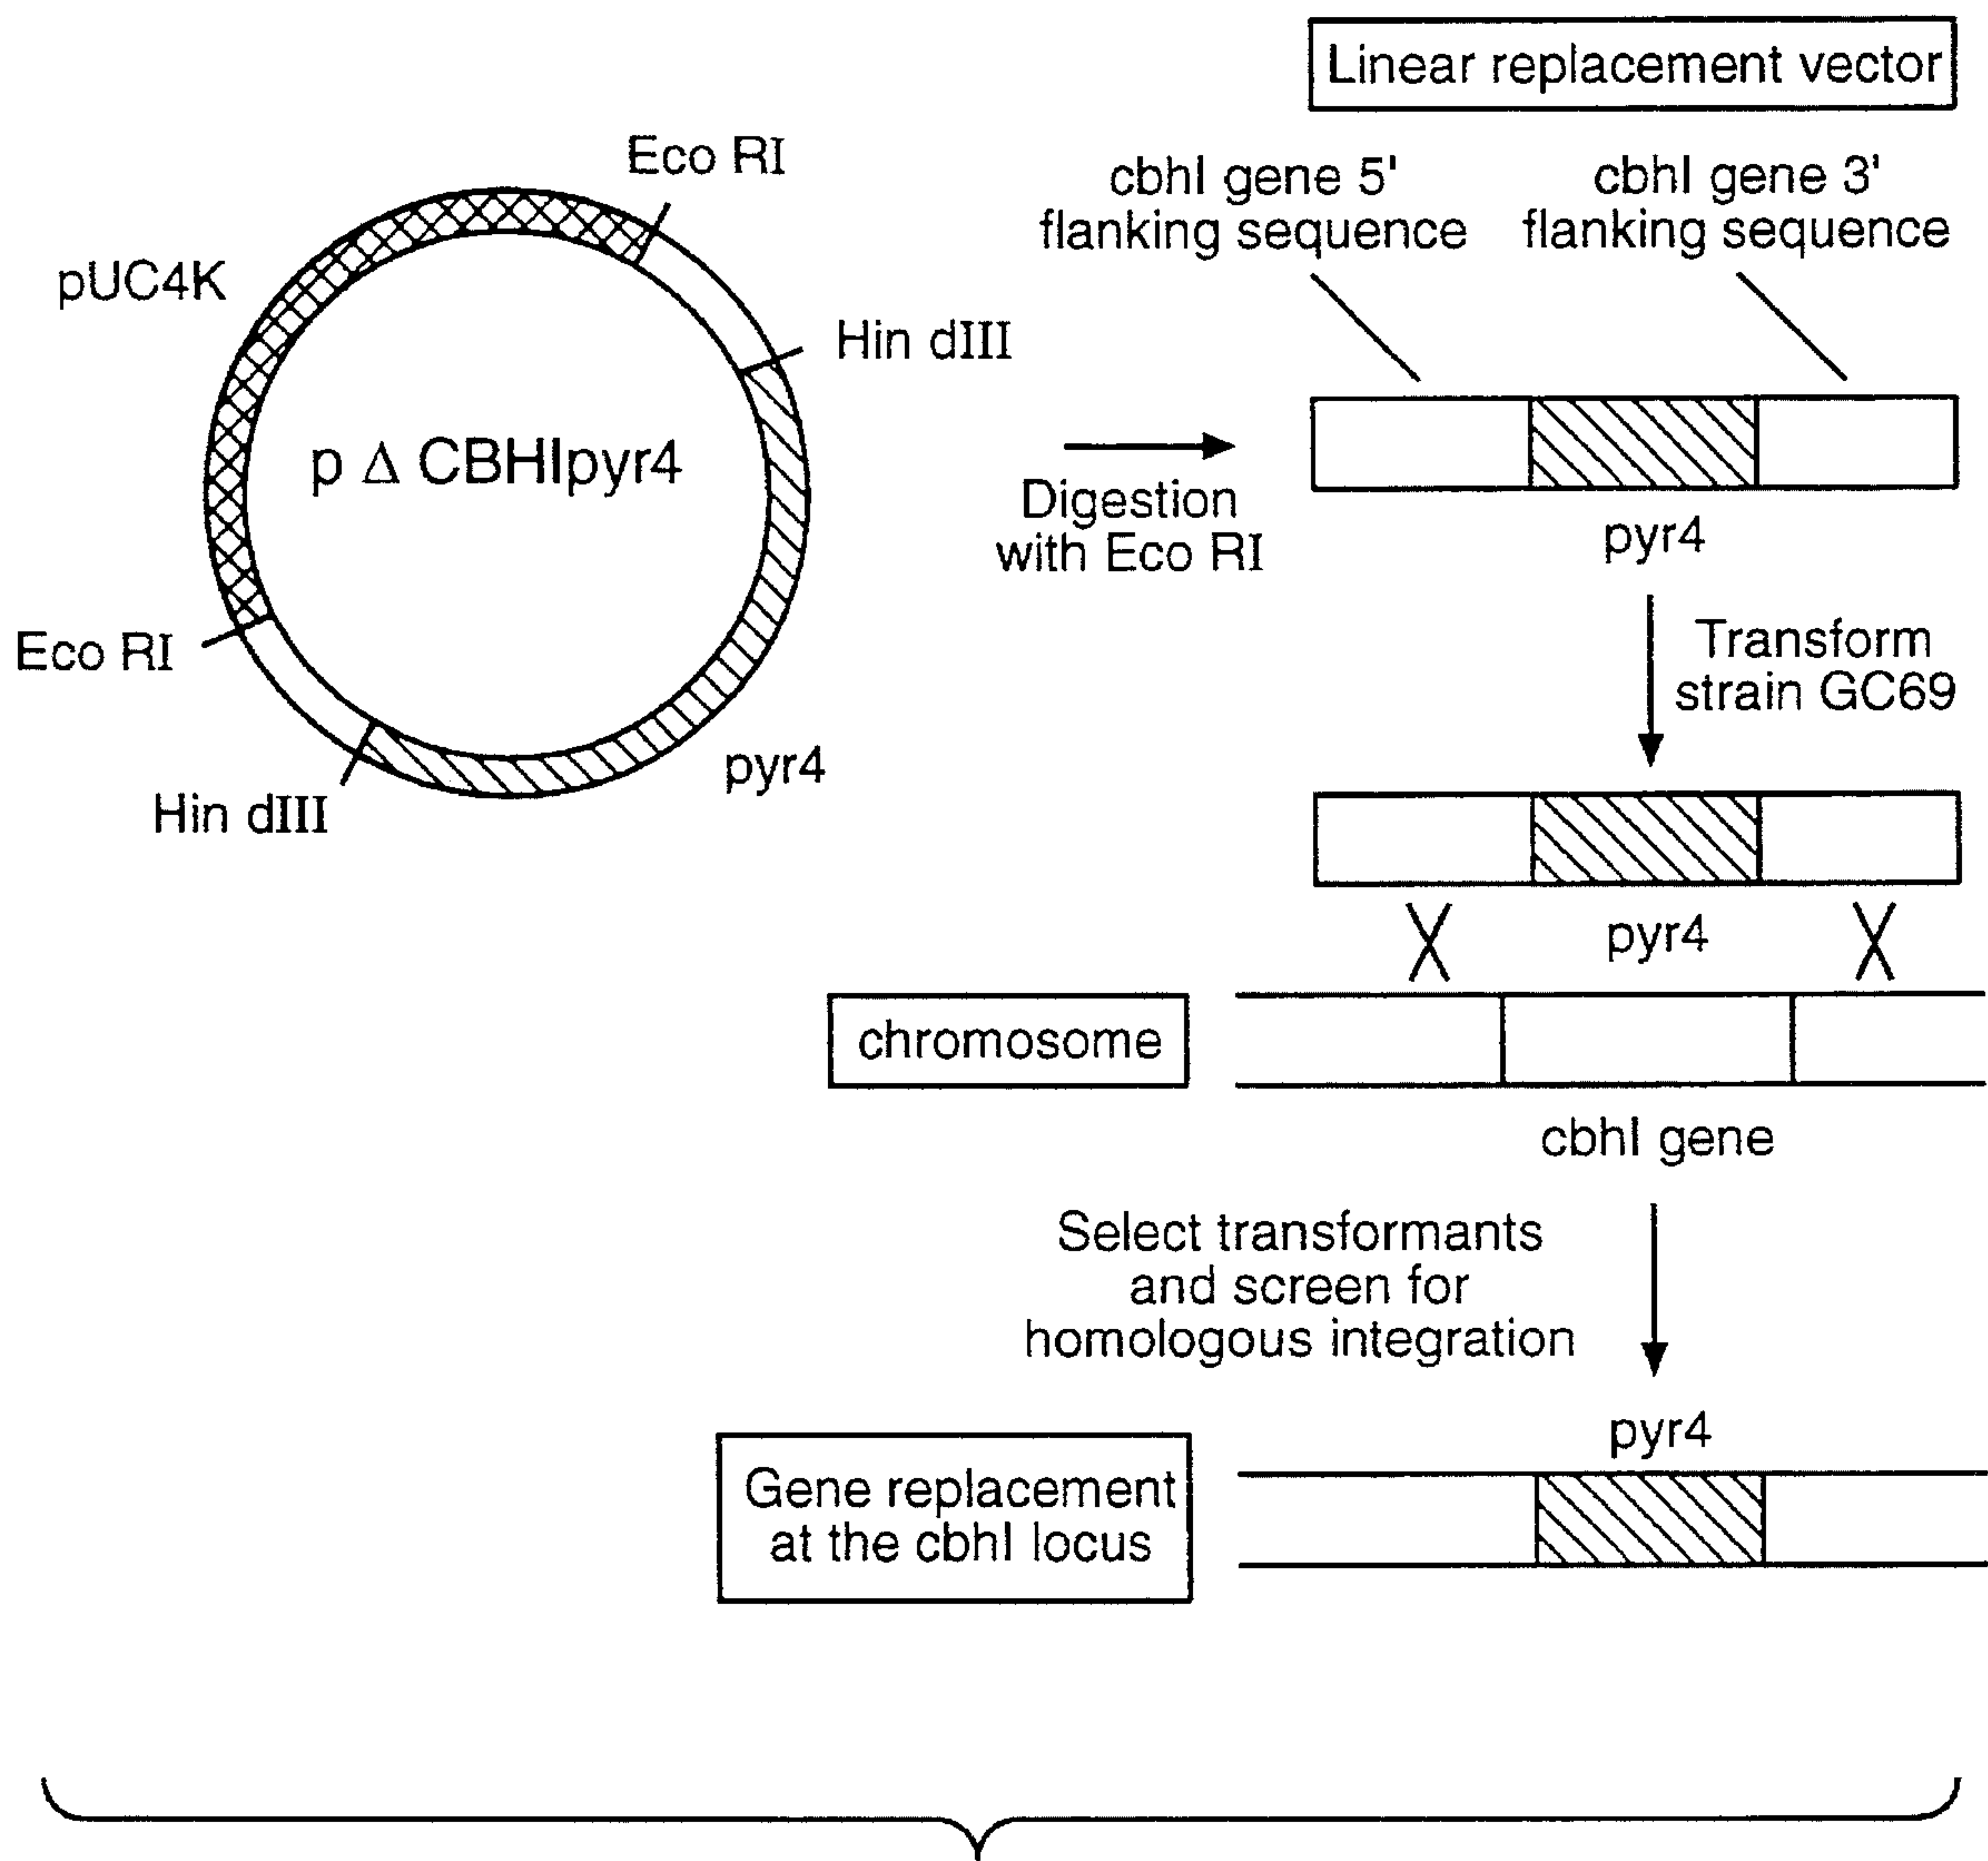 Linear replacement vector
Eco RI
cbhI gene 5'
flanking sequence
cbhI gene 3'
flanking sequence
pUC4K
Hin dIII
p Δ CBHIpyr4
Digestion
with Eco RI
pyr4
Eco RI
Transform
strain GC69
pyr4
Hin dIII
pyr4
chromosome
cbhI gene
Select transformants
and screen for
homologous integration
pyr4
Gene replacement
at the cbhI locus